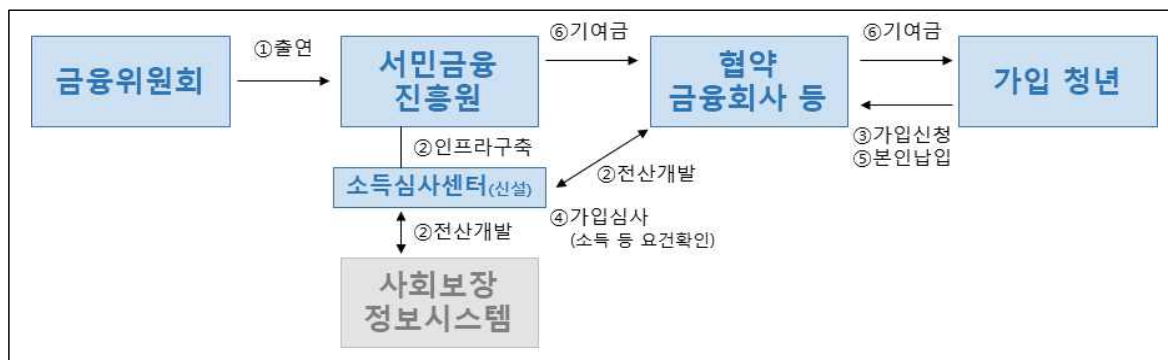 ①출연
⑥기여금
⑥기여금
금융위원회
서민금융
진흥원
협약
금융회사 등
가입 청년
②인프라구축
③가입신청
⑤본인납입
소득심사센터(신설)
②전산개발
④가입심사
(소득 등 요건확인)
②전산개발
사회보장
정보시스템